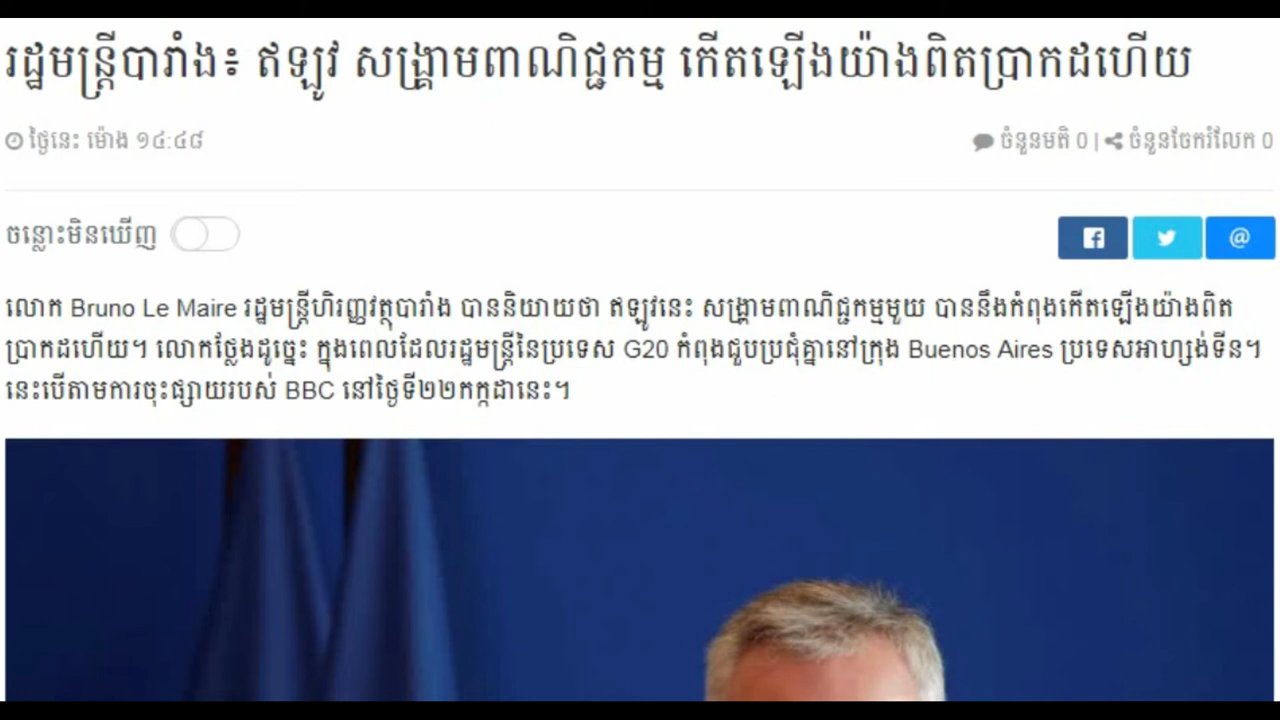 រដ្ឋមន្ត្រីបារាំង៖ ឥឡូវ សង្គ្រាមពាណិជ្ជកម្ម កើតឡើងយ៉ាងពិតប្រាកដហើយ
ថ្ងៃនេះ ម៉ោង ១៤:៤៨
ចំនួនមតិ 0 | ចំនួនចែករំលែក 0
ចន្លោះមិនឃើញ
លោក Bruno Le Maire រដ្ឋមន្ត្រីហិរញ្ញវត្ថុបារាំង បាននិយាយថា ឥឡូវនេះ សង្គ្រាមពាណិជ្ជកម្មមួយ បាននឹងកំពុងកើតឡើងយ៉ាងពិត
ប្រាកដហើយ។ លោកថ្លែងដូច្នេះ ក្នុងពេលដែលរដ្ឋមន្ត្រីនៃប្រទេស G20 កំពុងជួបប្រជុំគ្នានៅក្រុង Buenos Aires ប្រទេសអាហ្សង់ទីន។
នេះបើតាមការចុះផ្សាយរបស់ BBC នៅថ្ងៃទី២២កក្កដានេះ។